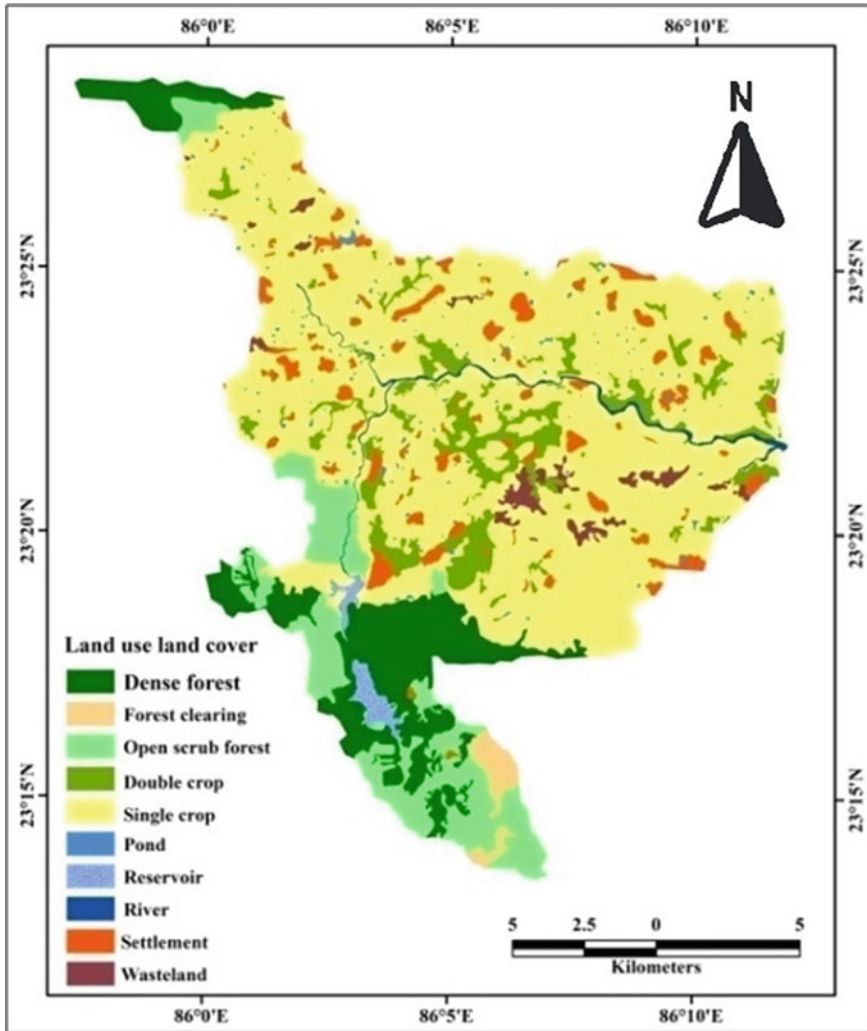 86°0'E 86°5'E 86°10'E
N
23°25'N 23°25'N
23°20'N 23°20'N
Land use land cover
Dense forest
Forest clearing
Open scrub forest
Double crop
23°15'N 23°15'N
Single crop
Pond
Reservoir
River
Settlement
Wasteland
5 2.5 0 5
Kilometers
86°0'E 86°5'E 86°10'E